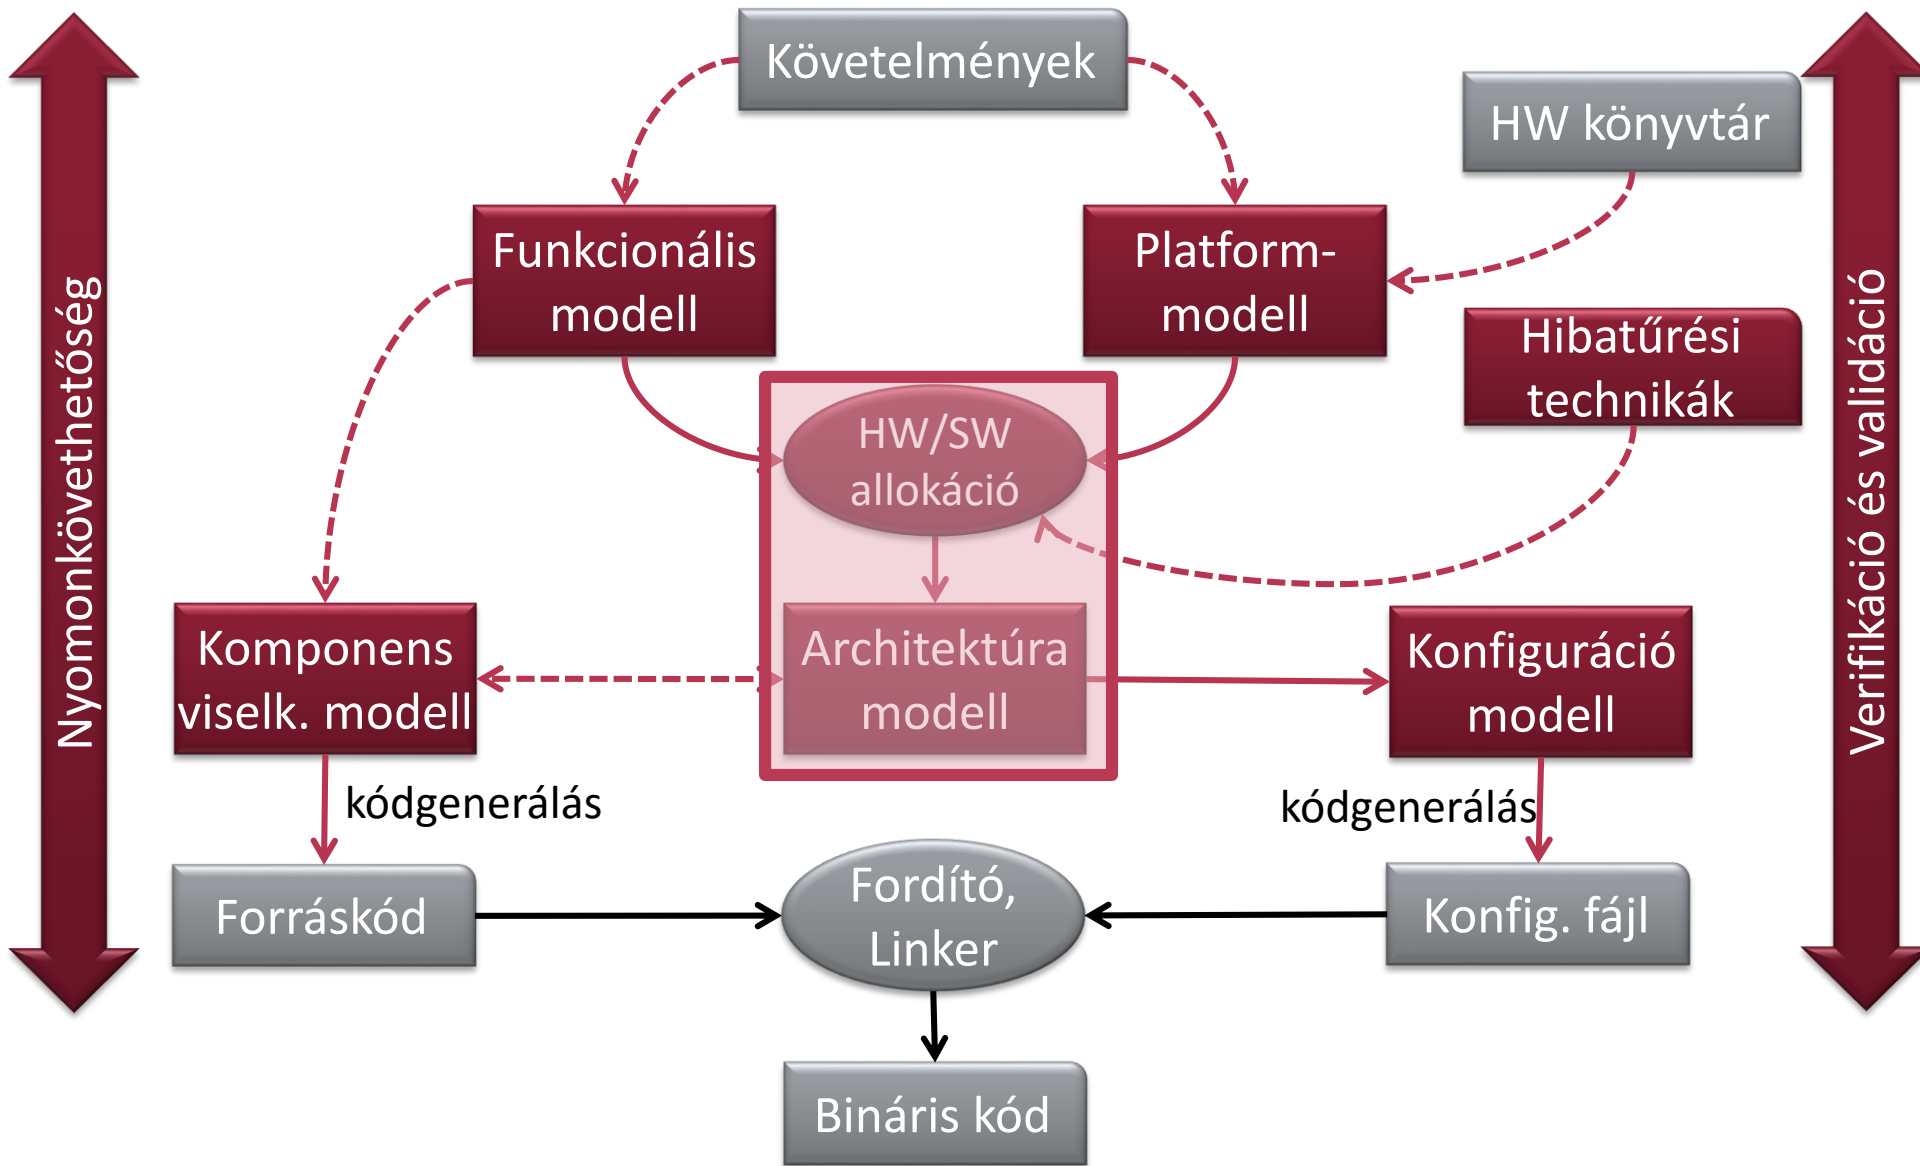 Követelmények
HW könyvtár
Funkcionális
modell
Platform-
modell
Hibatűrési
technikák
HW/SW
allokáció
Nyomonkövethetőség
Verifikáció és validáció
Komponens
viselk. modell
Architektúra
modell
Konfiguráció
modell
kódgenerálás
kódgenerálás
Forráskód
Fordító,
Linker
Konfig. fájl
Bináris kód